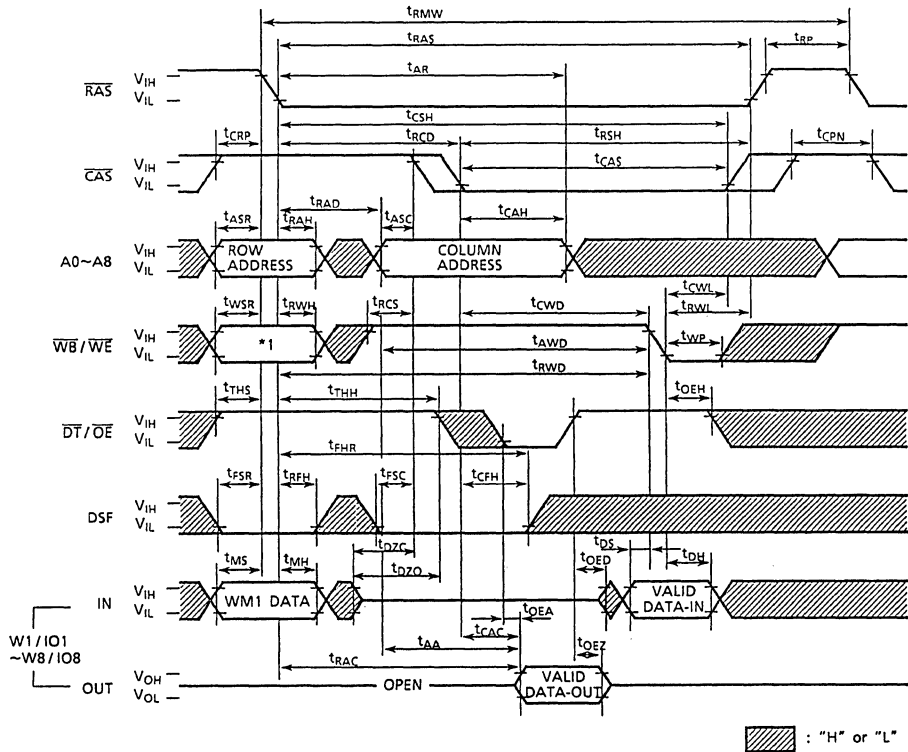 tRMW
tRAS
tRP
tAR
RAS
VIH
VIL
tCSH
tCRP
tRCD
tRSH
tCPN
CAS
VIH
VIL
tCAS
tRAD
tASR
tRAH
tASC
tCAH
A0~A8
VIH
VIL
ROW ADDRESS
COLUMN ADDRESS
tCWL
tRWL
tWSR
tRWH
tRCS
tCWD
WB/WE
VIH
VIL
*1
tAWD
tWP
tRWD
tTHS
tTHH
tOEH
DT/OE
VIH
VIL
tFHR
tFSR
tRFH
tFSC
tCFH
DSF
VIH
VIL
tDZC
tDS
tMS
tMH
tDZO
tOED
tDH
IN
VIH
VIL
WM1 DATA
VALID DATA-IN
tOEA
W1/IO1
~W8/IO8
tCAC
tAA
tOEZ
tRAC
OUT
VOH
VOL
OPEN
VALID DATA-OUT
: "H" or "L"